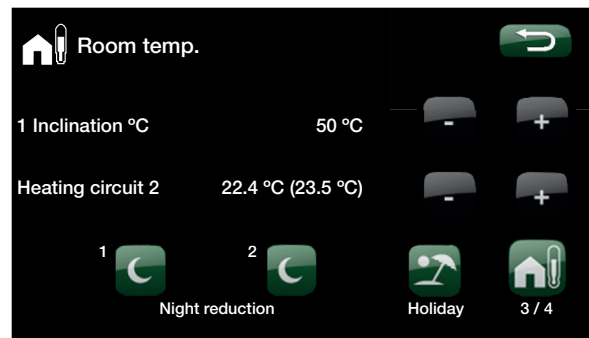 Room temp.
1 Inclination ºC 50 ºC - +
Heating circuit 2 22.4 ºC (23.5 ºC) - +
1 2
Night reduction Holiday 3 / 4